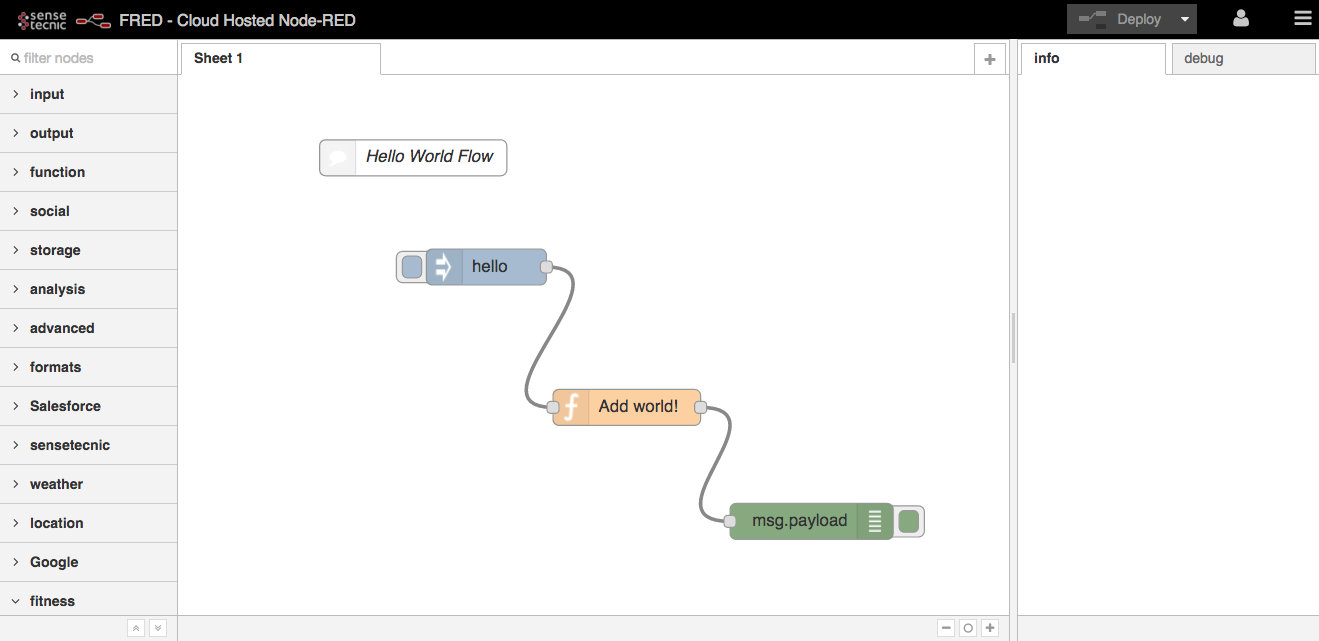 sense tecnic FRED - Cloud Hosted Node-RED Deploy
filter nodes
Sheet 1
info
debug
input
output
function
social
storage
analysis
advanced
formats
Salesforce
sensetecnic
weather
location
Google
fitness
Hello World Flow
hello
Add world!
msg.payload